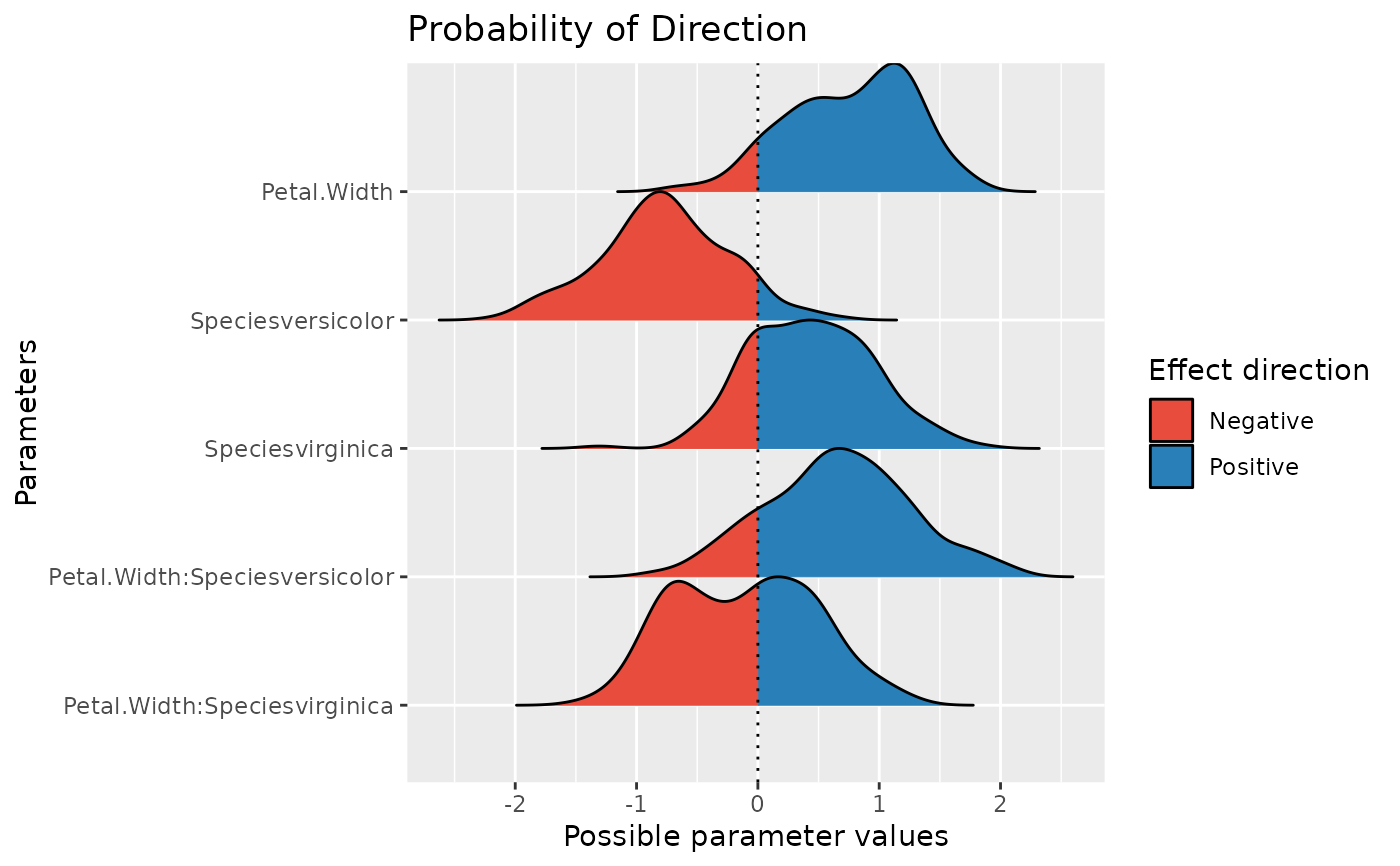 Probability of Direction
Parameters
Petal.Width
Speciesversicolor
Speciesvirginica
Petal.Width:Speciesversicolor
Petal.Width:Speciesvirginica
-2 -1 0 1 2
Possible parameter values
Effect direction
Negative
Positive